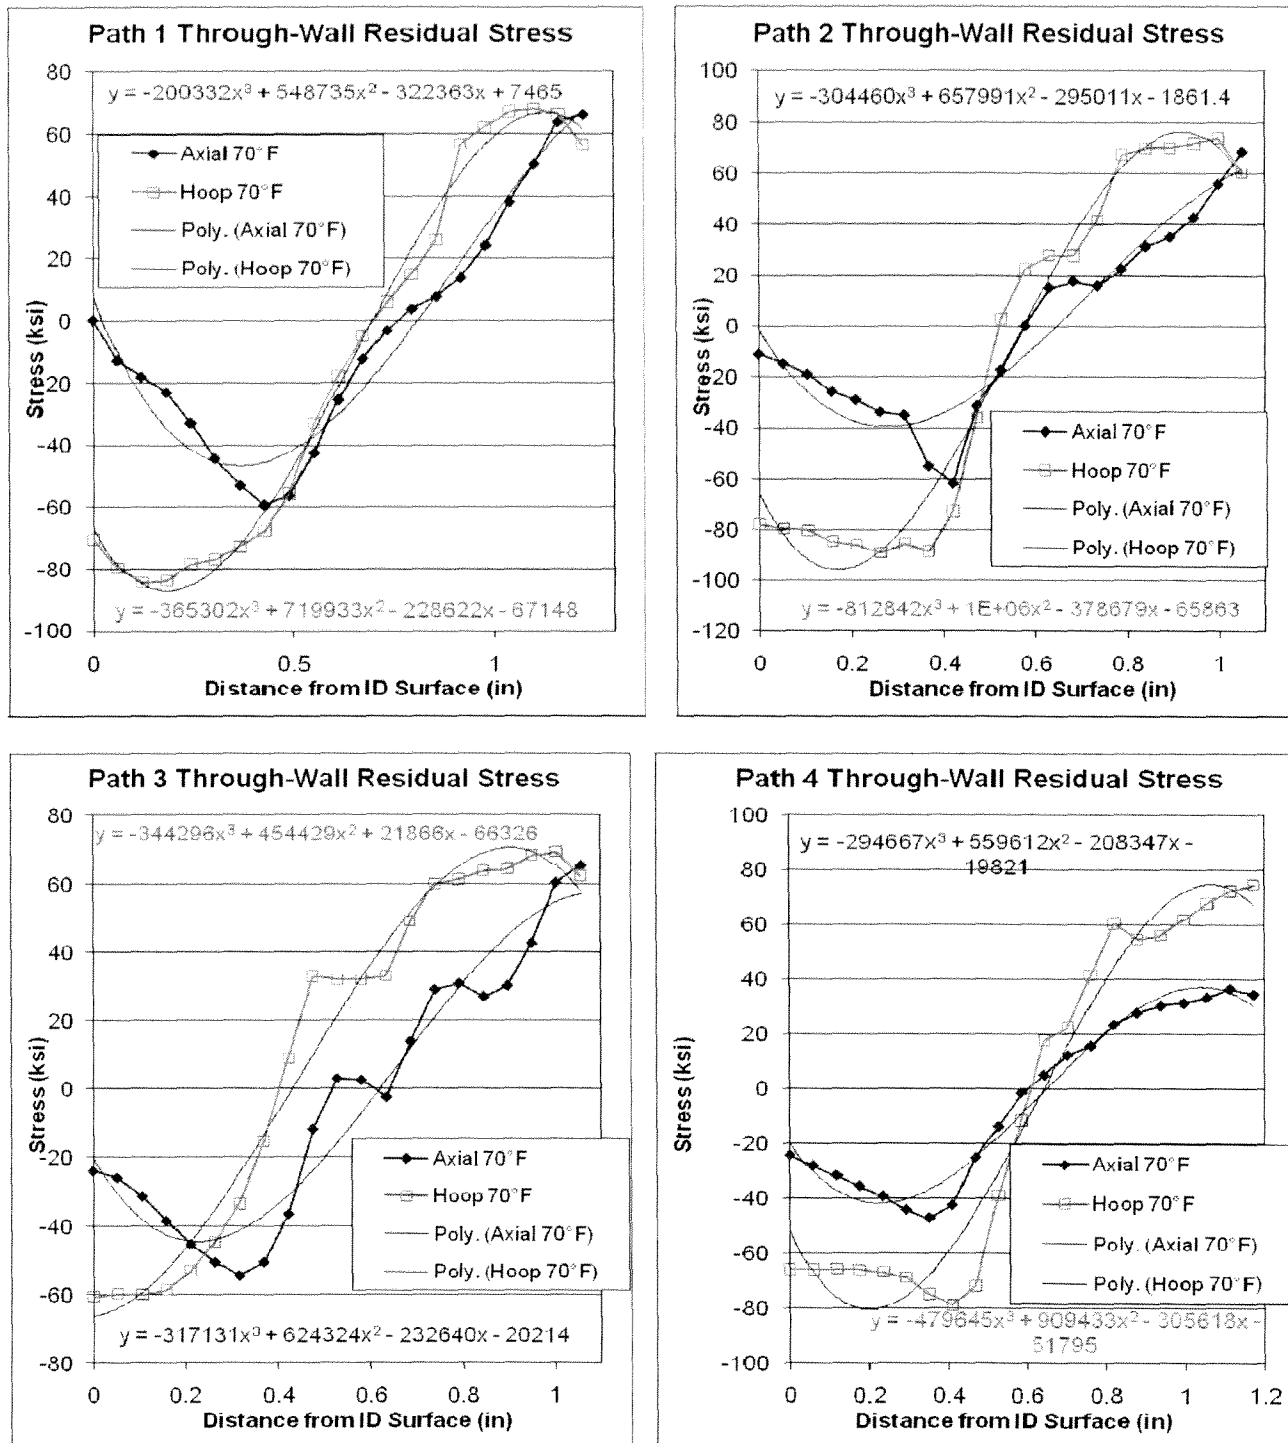 Path 1 Through-Wall Residual Stress
80
60
40
20
0
-20
-40
-60
-80
-100
y = -200332x³ + 548735x² - 322363x + 7465
Axial 70°F
Hoop 70°F
Poly. (Axial 70°F)
Poly. (Hoop 70°F)
y = -365302x³ + 719933x² - 228622x - 67148
Stress (ksi)
0 0.5 1
Distance from ID Surface (in)
Path 2 Through-Wall Residual Stress
100
80
60
40
20
0
-20
-40
-60
-80
-100
-120
y = -304460x³ + 657991x² - 295011x - 1861.4
Axial 70°F
Hoop 70°F
Poly. (Axial 70°F)
Poly. (Hoop 70°F)
y = -812842x³ + 1E+06x² - 378679x - 65863
Stress (ksi)
0 0.2 0.4 0.6 0.8 1
Distance from ID Surface (in)
Path 3 Through-Wall Residual Stress
80
60
40
20
0
-20
-40
-60
-80
y = -344296x³ + 454429x² + 21866x - 66326
Axial 70°F
Hoop 70°F
Poly. (Axial 70°F)
Poly. (Hoop 70°F)
y = -317131x³ + 624324x² - 232640x - 20214
Stress (ksi)
0 0.2 0.4 0.6 0.8 1
Distance from ID Surface (in)
Path 4 Through-Wall Residual Stress
100
80
60
40
20
0
-20
-40
-60
-80
-100
y = -294667x³ + 559612x² - 208347x -
19821
Axial 70°F
Hoop 70°F
Poly. (Axial 70°F)
Poly. (Hoop 70°F)
y = -479645x³ + 909433x² - 305618x -
51795
Stress (ksi)
0 0.2 0.4 0.6 0.8 1 1.2
Distance from ID Surface (in)